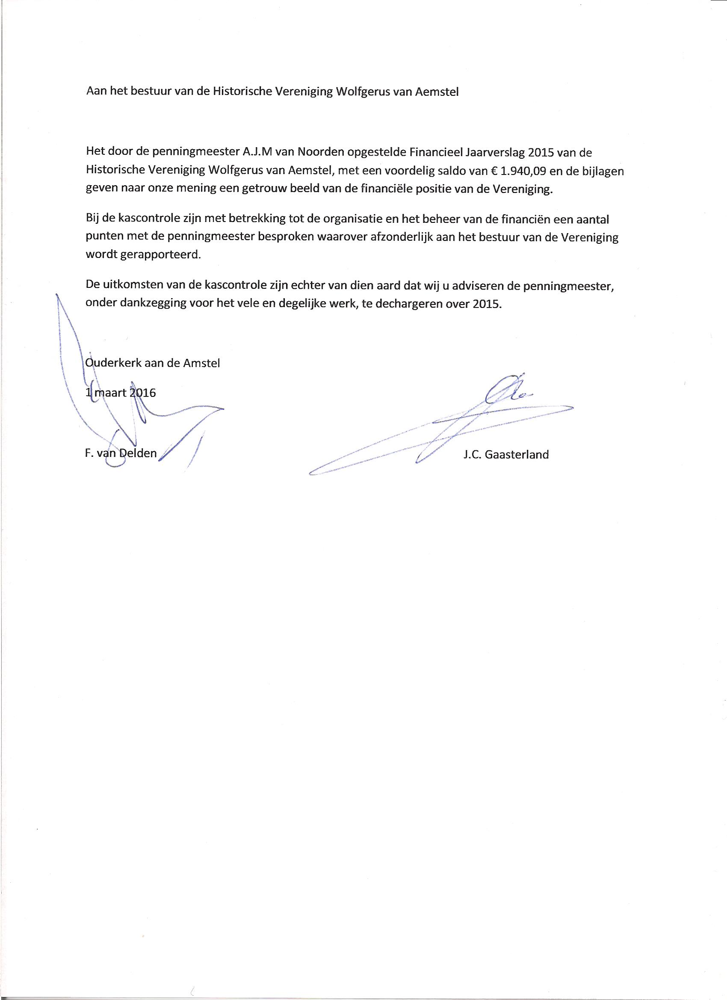 Aan het bestuur van de Historische Vereniging Wolfgerus van Aemstel
Het door de penningmeester A.J.M van Noorden opgestelde Financieel Jaarverslag 2015 van de
Historische Vereniging Wolfgerus van Aemstel, met een voordelig saldo van € 1.940,09 en de bijlagen
geven naar onze mening een getrouw beeld van de financiële positie van de Vereniging.
Bij de kascontrole zijn met betrekking tot de organisatie en het beheer van de financiën een aantal
punten met de penningmeester besproken waarover afzonderlijk aan het bestuur van de Vereniging
wordt gerapporteerd.
De uitkomsten van de kascontrole zijn echter van dien aard dat wij u adviseren de penningmeester,
onder dankzegging voor het vele en degelijke werk, te dechargeren over 2015.
Ouderkerk aan de Amstel
1 maart 2016
F. van Delden
J.C. Gaasterland